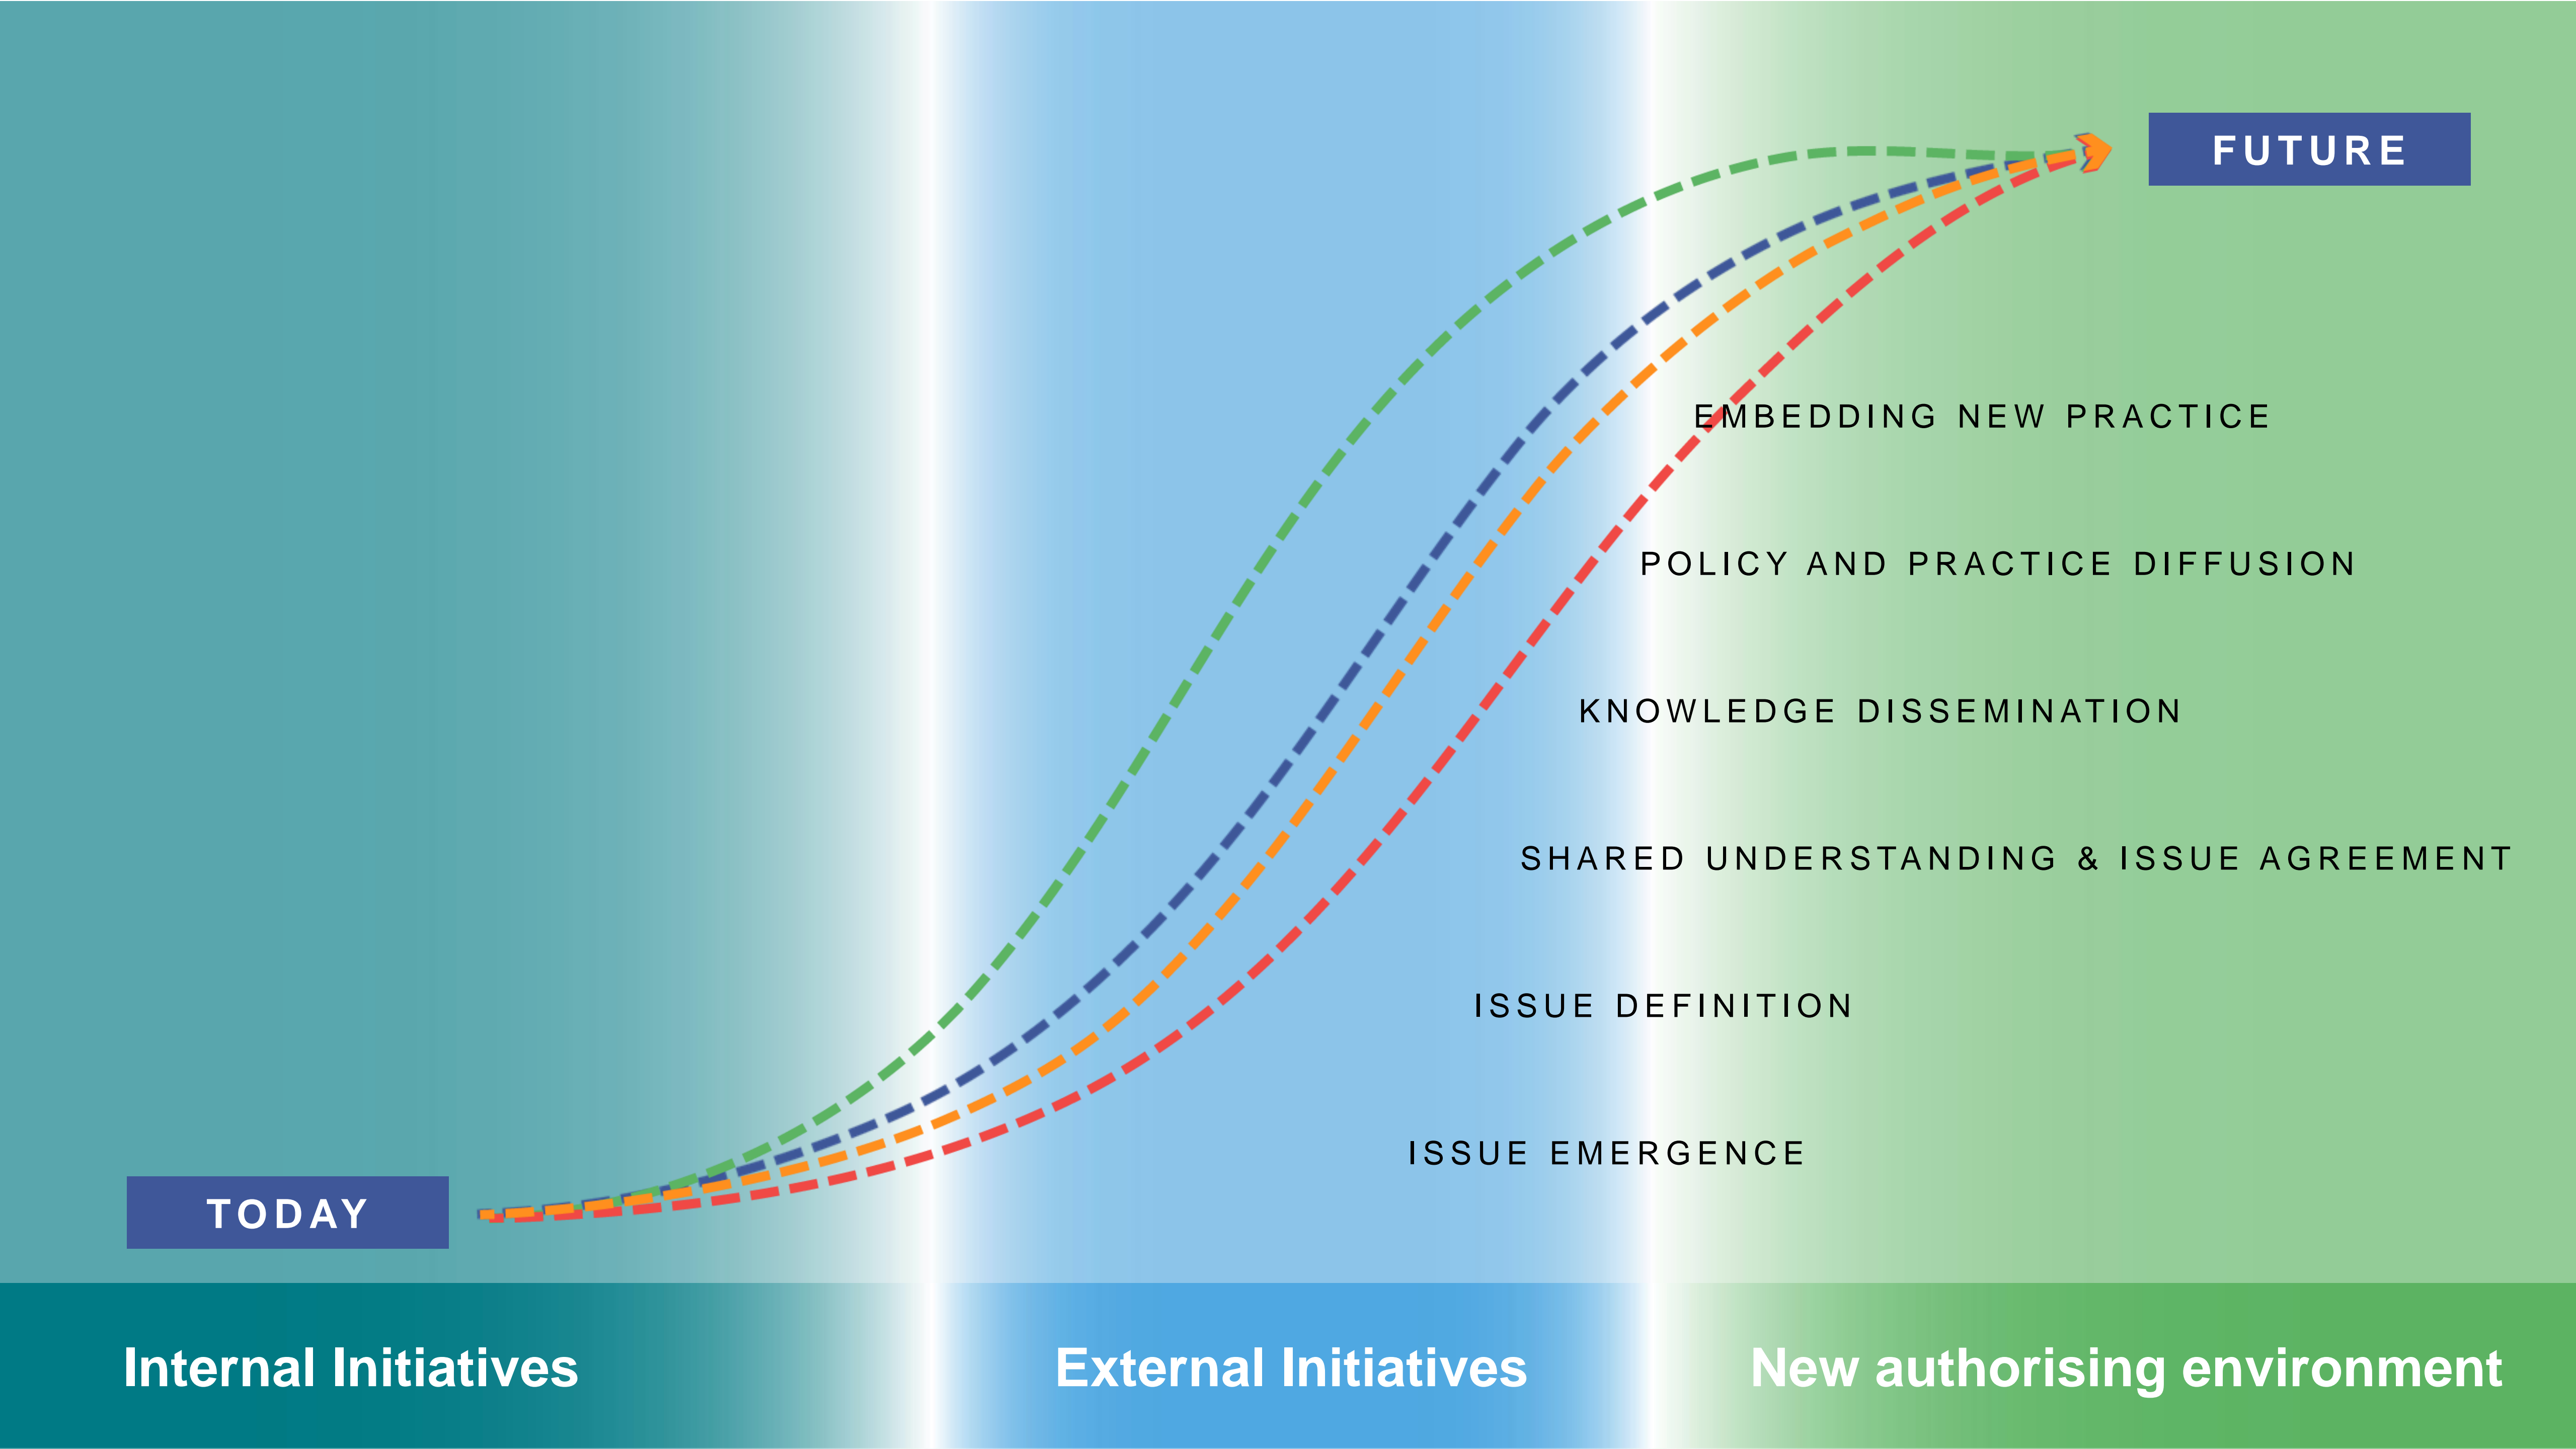 FUTURE
EMBEDDING NEW PRACTICE
POLICY AND PRACTICE DIFFUSION
KNOWLEDGE DISSEMINATION
SHARED UNDERSTANDING & ISSUE AGREEMENT
ISSUE DEFINITION
ISSUE EMERGENCE
TODAY
Internal Initiatives
External Initiatives
New authorising environment